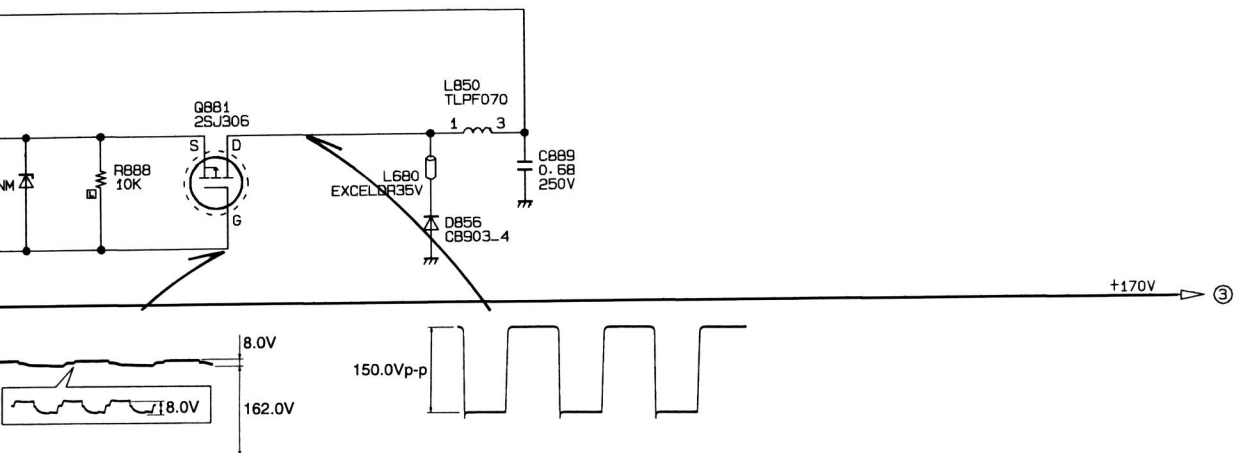 L850
TLPF070
1 3
Q881
2SJ306
S D
G
NM
R888
10K
L
L680
EXCELDR35V
C889
0.68
250V
D856
CB903_4
+170V
③
8.0V
8.0V
162.0V
150.0Vp-p